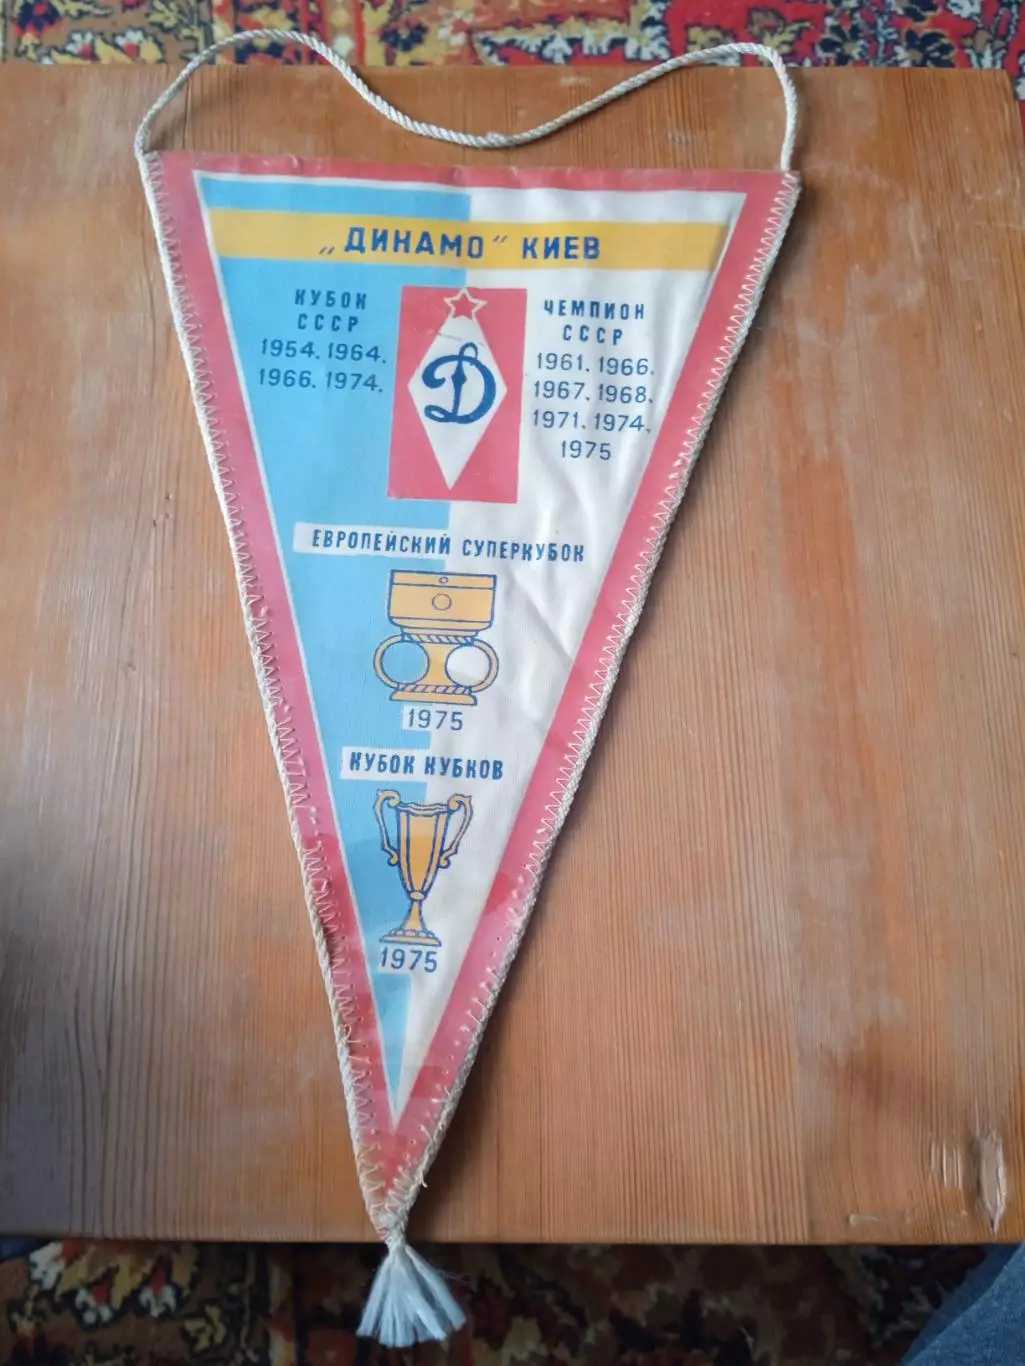 „ДИНАМО" КИЕВ
КУБОК
СССР
1954. 1964.
1966. 1974.
Д
ЧЕМПИОН
СССР
1961. 1966.
1967. 1968.
1971. 1974.
1975
ЕВРОПЕЙСКИЙ СУПЕРКУБОК
1975
КУБОК КУБКОВ
1975